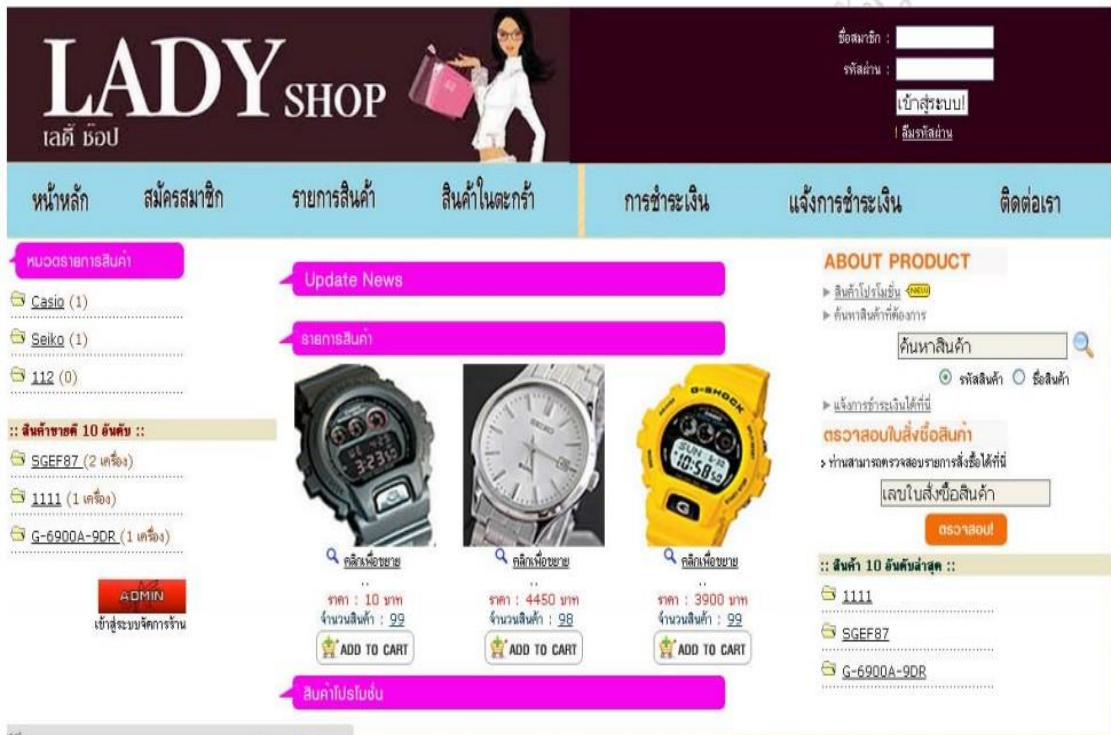 LADY SHOP
เลดี้ ช๊อป
ชื่อสมาชิก :
รหัสผ่าน :
เข้าสู่ระบบ!
! ลืมรหัสผ่าน
หน้าหลัก
สมัครสมาชิก
รายการสินค้า
สินค้าในตะกร้า
การชำระเงิน
แจ้งการชำระเงิน
ติดต่อเรา
หมวดรายการสินค้า
Casio (1)
Seiko (1)
112 (0)
:: สินค้าขายดี 10 อันดับ ::
SGEF87 (2 เครื่อง)
1111 (1 เครื่อง)
G-6900A-9DR (1 เครื่อง)
ADMIN
เข้าสู่ระบบจัดการร้าน
Update News
รายการสินค้า
SEIKO
G-SHOCK
SUN
10:58
คลิกเพื่อขยาย
..
ราคา : 10 บาท
จำนวนสินค้า : 99
ADD TO CART
คลิกเพื่อขยาย
..
ราคา : 4450 บาท
จำนวนสินค้า : 98
ADD TO CART
คลิกเพื่อขยาย
..
ราคา : 3900 บาท
จำนวนสินค้า : 99
ADD TO CART
สินค้าโปรโมชั่น
ABOUT PRODUCT
สินค้าโปรโมชั่น NEW
ค้นหาสินค้าที่ต้องการ
ค้นหาสินค้า
รหัสสินค้า ชื่อสินค้า
แจ้งการชำระเงินได้ที่นี่
ตรวจสอบใบสั่งซื้อสินค้า
ท่านสามารถตรวจสอบรายการสั่งซื้อได้ที่นี่
เลขใบสั่งซื้อสินค้า
ตรวจสอบ!
:: สินค้า 10 อันดับล่าสุด ::
1111
SGEF87
G-6900A-9DR